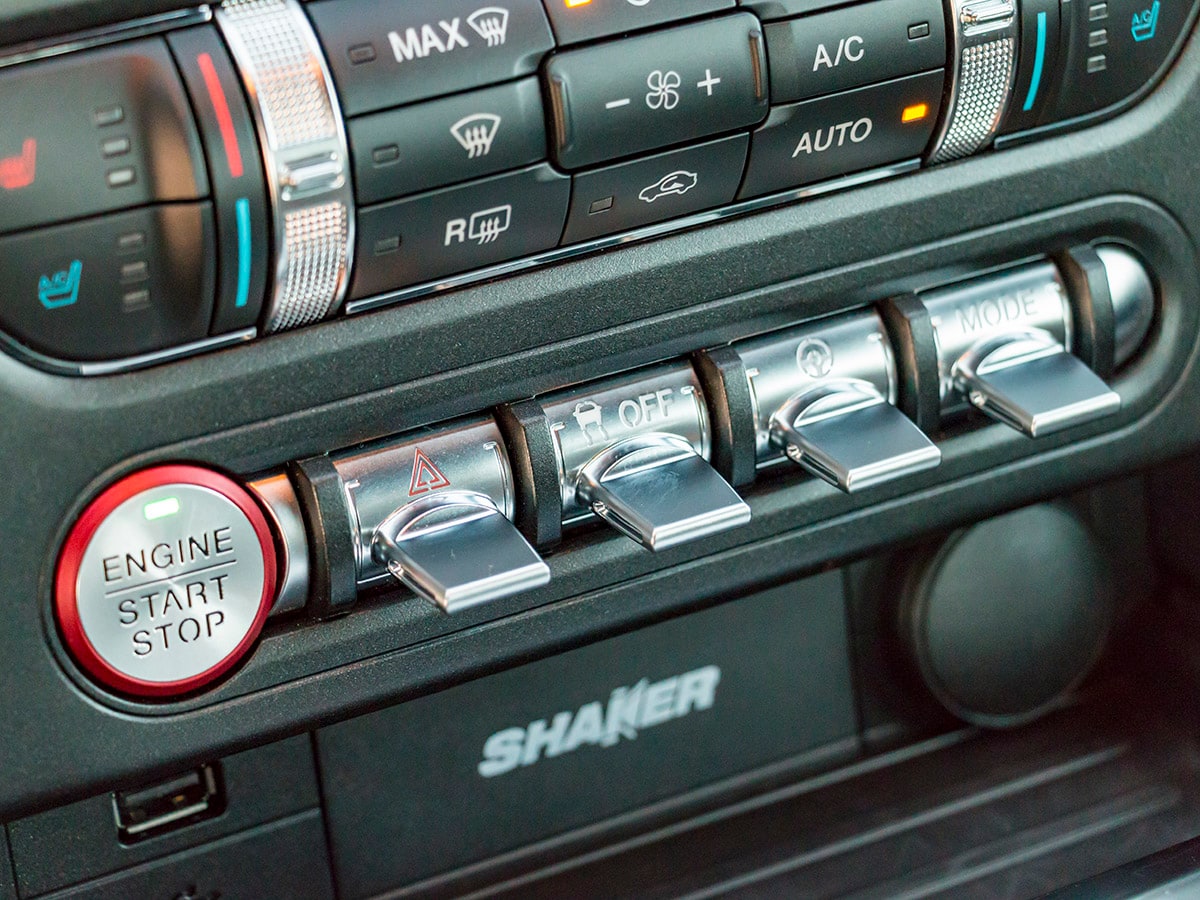 MAX
A/C
A/C
- +
AUTO
R
A/C
MODE
OFF
ENGINE
START
STOP
SHAKER